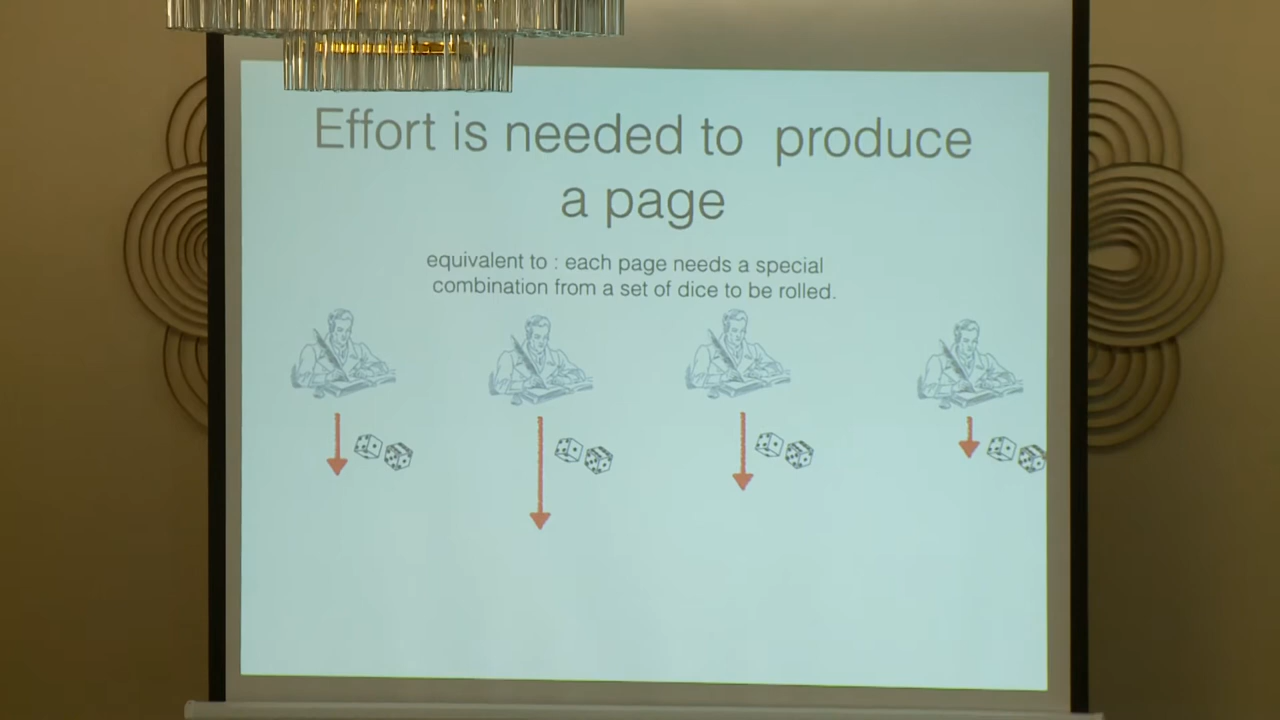 Effort is needed to produce
a page
equivalent to : each page needs a special
combination from a set of dice to be rolled.